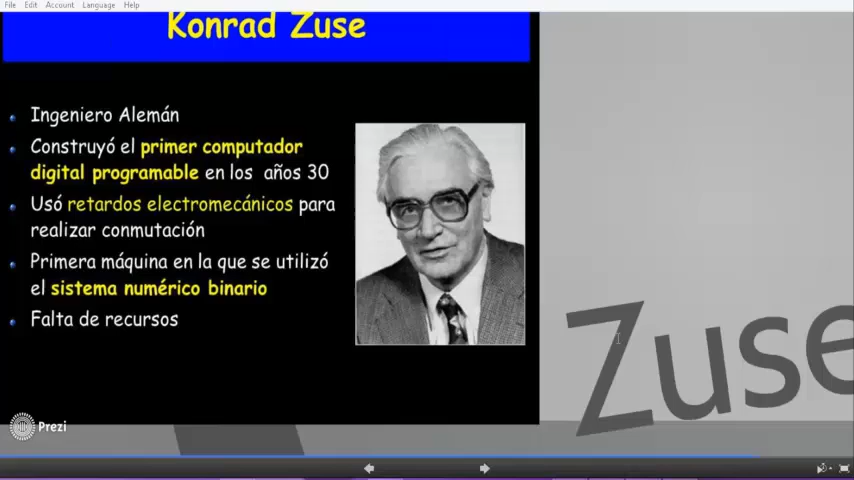 File Edit Account Language Help
Konrad Zuse
Ingeniero Alemán
Construyó el primer computador
digital programable en los años 30
Usó retardos electromecánicos para
realizar conmutación
Primera máquina en la que se utilizó
el sistema numérico binario
Falta de recursos
Zuse
Prezi